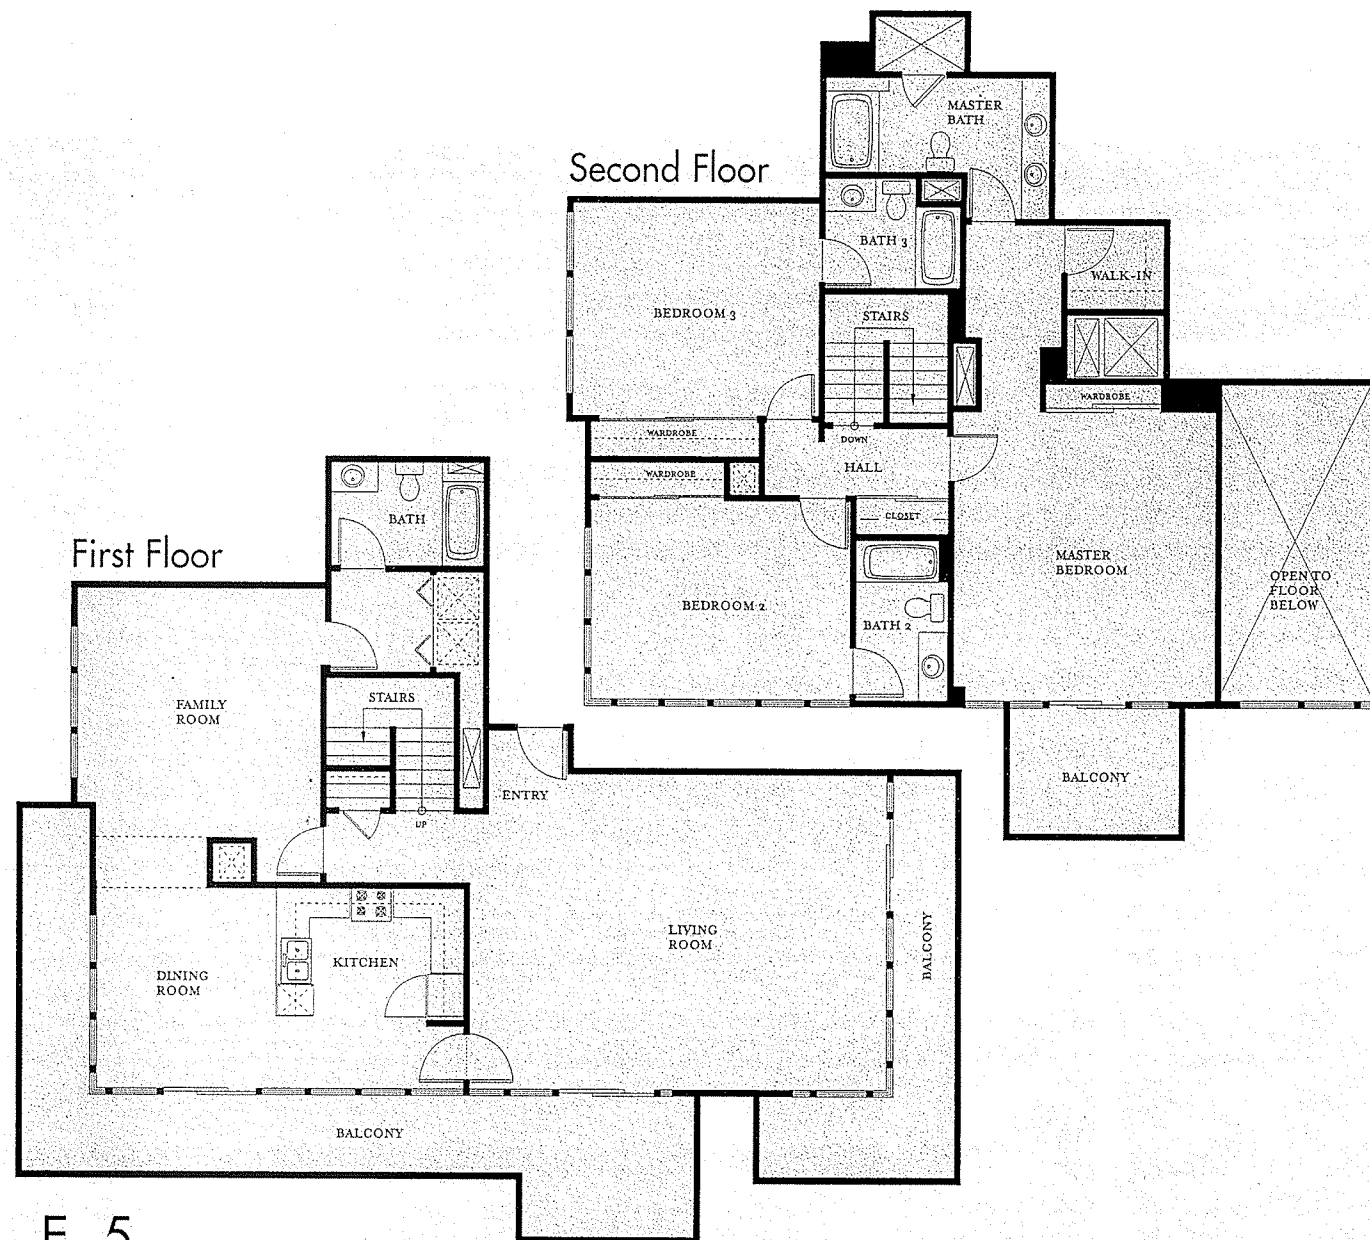 Second Floor
MASTER
BATH
BATH 3
WALK-IN
BEDROOM 3
STAIRS
WARDROBE
WARDROBE
DOWN
HALL
WARDROBE
CLOSET
MASTER
BEDROOM
OPEN TO
FLOOR
BELOW
BEDROOM 2
BATH 2
BALCONY
First Floor
BATH
STAIRS
FAMILY
ROOM
ENTRY
UP
LIVING
ROOM
BALCONY
KITCHEN
DINING
ROOM
BALCONY
F 5